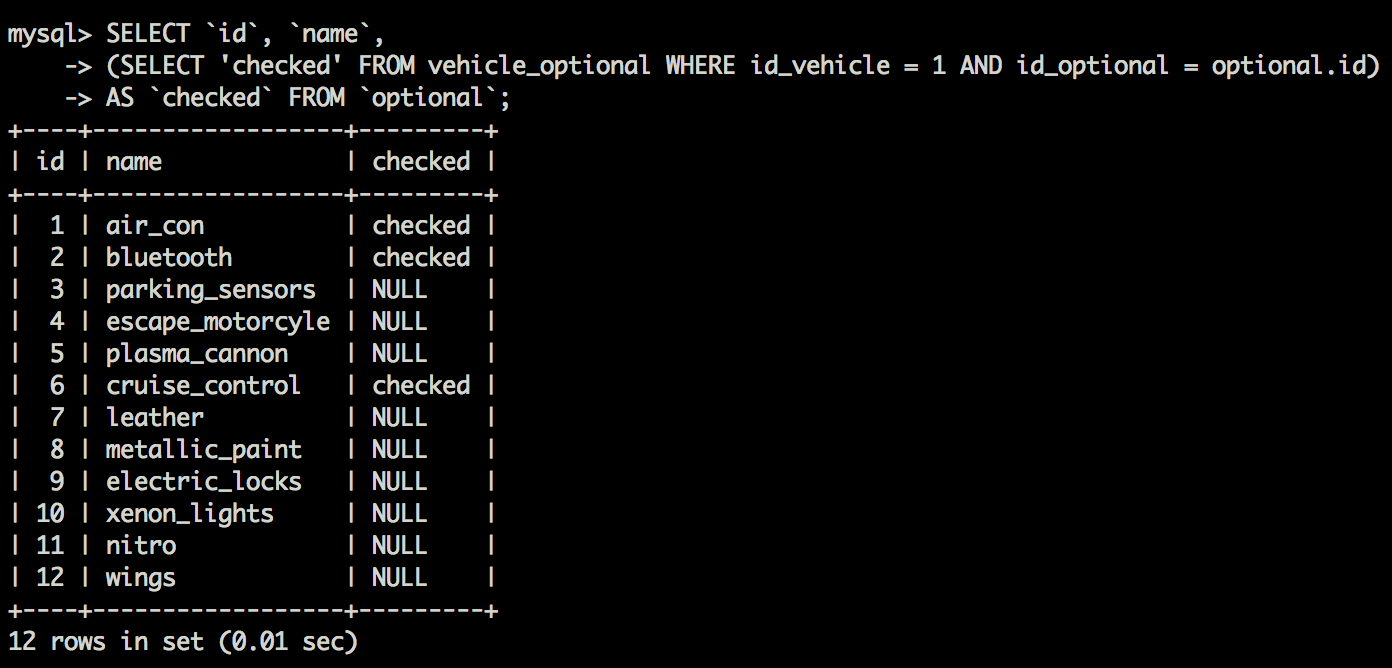 mysql> SELECT `id`, `name`,
    -> (SELECT 'checked' FROM vehicle_optional WHERE id_vehicle = 1 AND id_optional = optional.id)
    -> AS `checked` FROM `optional`;
+----+------------------+---------+
| id | name             | checked |
+----+------------------+---------+
|  1 | air_con          | checked |
|  2 | bluetooth        | checked |
|  3 | parking_sensors  | NULL    |
|  4 | escape_motorcyle | NULL    |
|  5 | plasma_cannon    | NULL    |
|  6 | cruise_control   | checked |
|  7 | leather          | NULL    |
|  8 | metallic_paint   | NULL    |
|  9 | electric_locks   | NULL    |
| 10 | xenon_lights     | NULL    |
| 11 | nitro            | NULL    |
| 12 | wings            | NULL    |
+----+------------------+---------+
12 rows in set (0.01 sec)